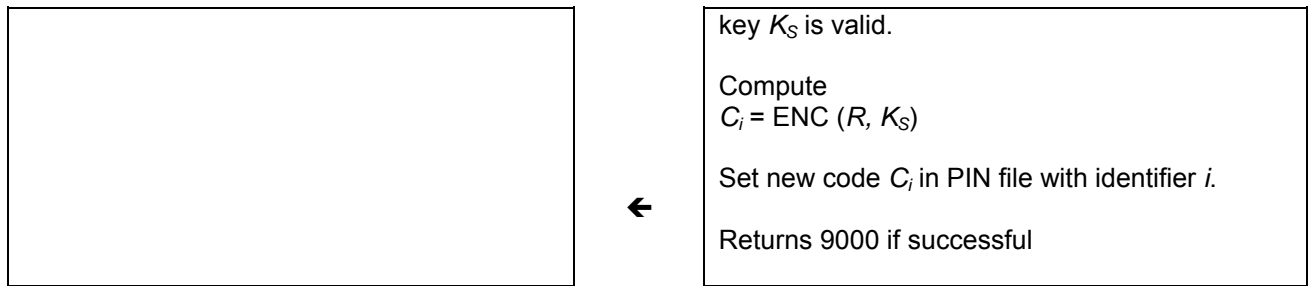 key K_S is valid.
Compute
C_i = ENC (R, K_S)
Set new code C_i in PIN file with identifier i.
🡸
Returns 9000 if successful